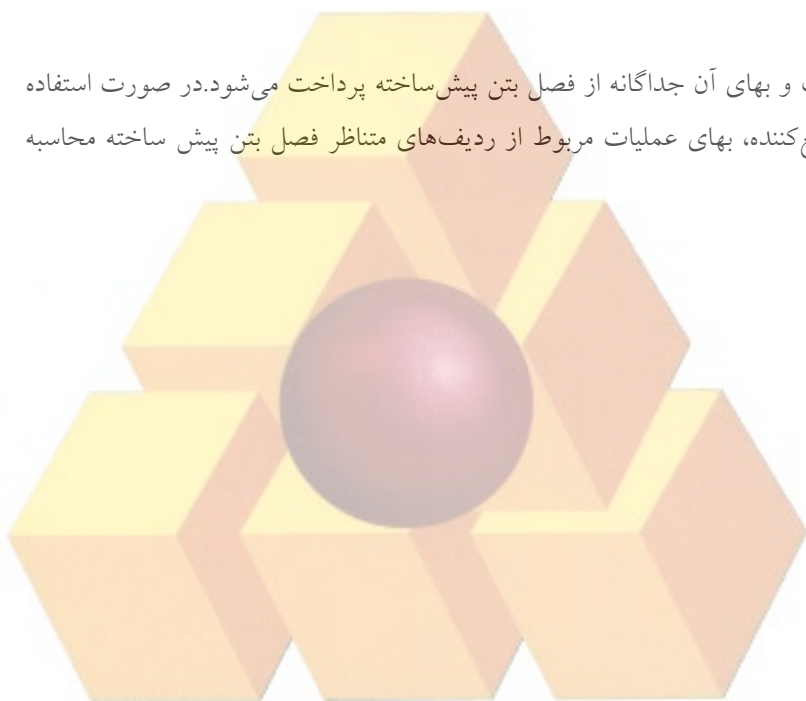 و بهای آن جداگانه از فصل بتن پیش‌ساخته پرداخت می‌شود.در صورت استفاده
بهای عملیات مربوط از ردیف‌های متناظر فصل بتن پیش ساخته محاسبه